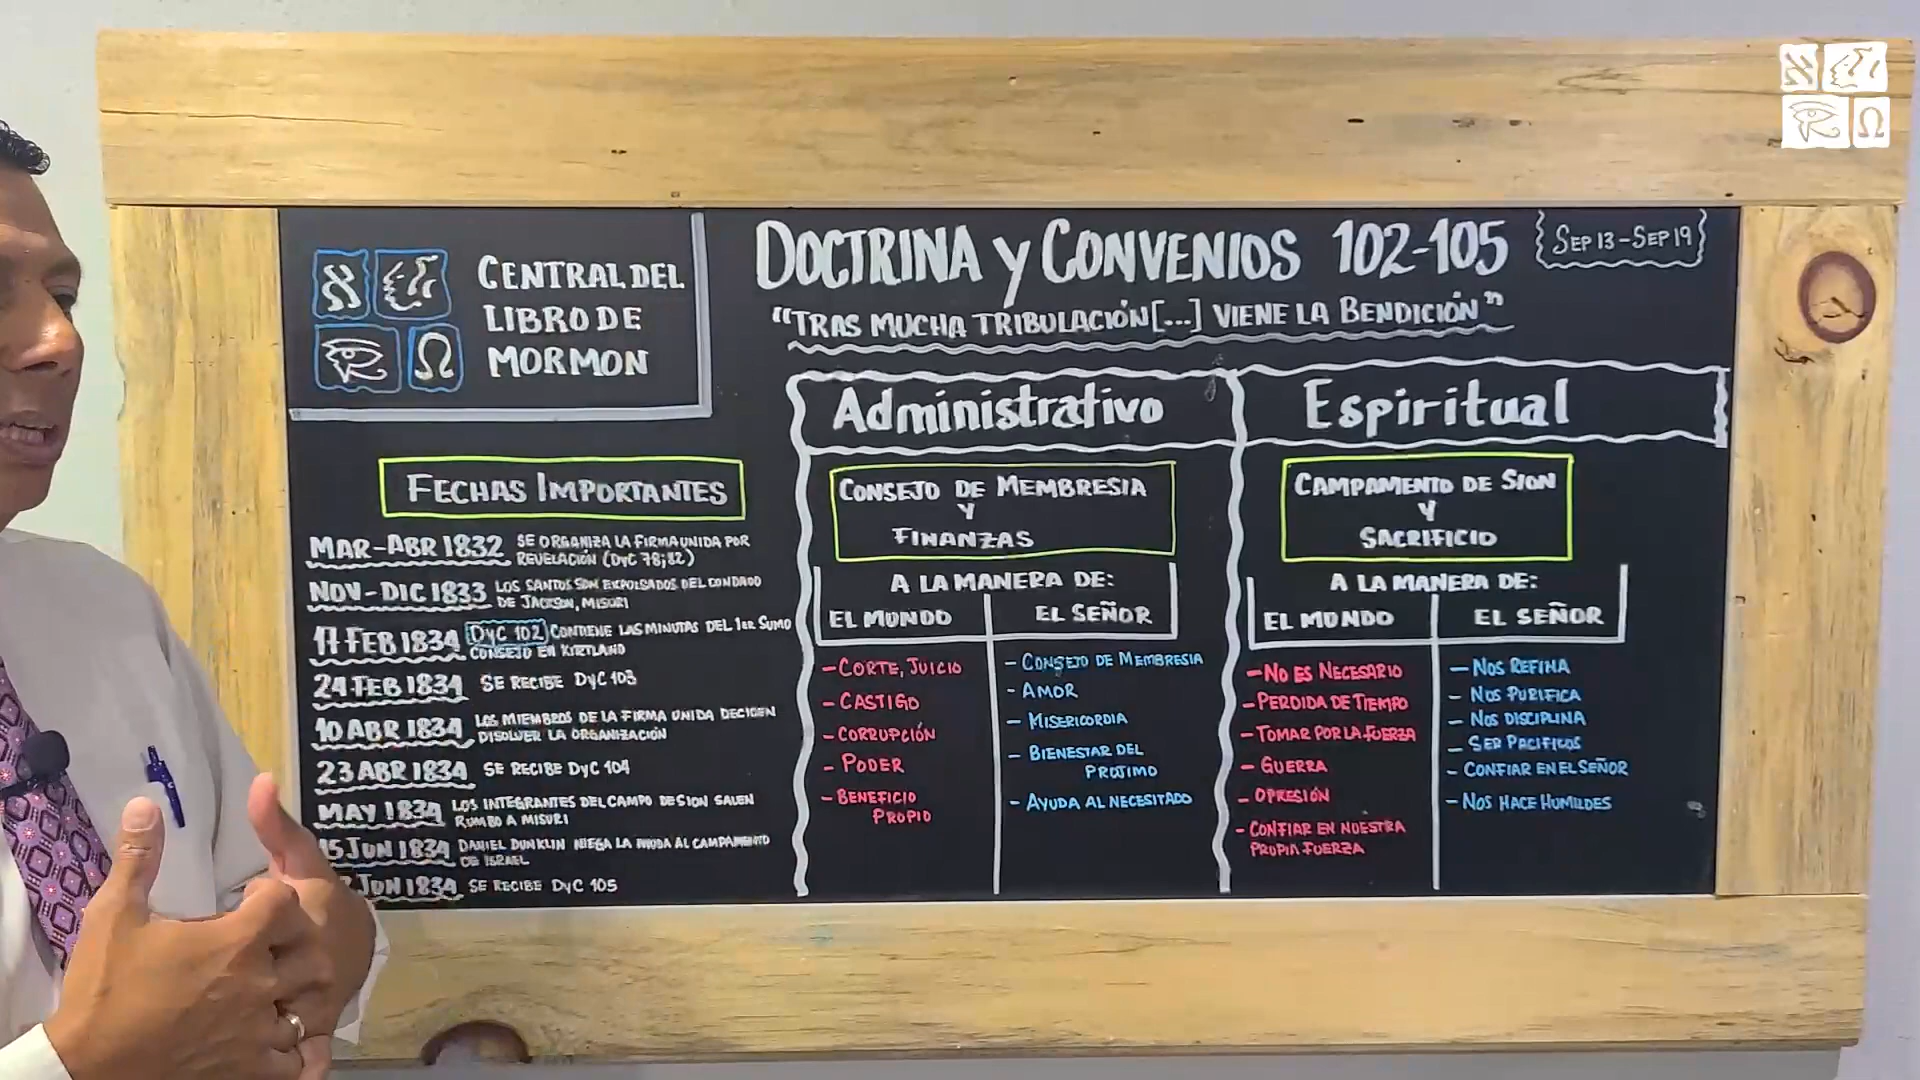 CENTRAL DEL
LIBRO DE
MORMON
DOCTRINA Y CONVENIOS 102-105
SEP 13-SEP 19
"TRAS MUCHA TRIBULACIÓN[...] VIENE LA BENDICIÓN"
FECHAS IMPORTANTES
MAR-ABR 1832 SE ORGANIZA LA FIRMA UNIDA POR
REVELACIÓN (DyC 78;82)
NOV-DIC 1833 LOS SANTOS SON EXPULSADOS DEL CONDADO
DE JACKSON, MISURI
17 FEB 1834 DyC 102 CONTIENE LAS MINUTAS DEL 1er SUMO
CONSEJO EN KIRTLAND
24 FEB 1834 SE RECIBE DyC 103
10 ABR 1834 LOS MIEMBROS DE LA FIRMA UNIDA DECIDEN
DISOLVER LA ORGANIZACIÓN
23 ABR 1834 SE RECIBE DyC 104
MAY 1834 LOS INTEGRANTES DEL CAMPO DE SION SALEN
RUMBO A MISURI
15 JUN 1834 DANIEL DUNKLIN NIEGA LA AYUDA AL CAMPAMENTO
DE ISRAEL
JUN 1834 SE RECIBE DyC 105
Administrativo
CONSEJO DE MEMBRESIA
Y
FINANZAS
A LA MANERA DE:
EL MUNDO
- CORTE, JUICIO
- CASTIGO
- CORRUPCIÓN
- PODER
- BENEFICIO
PROPIO
EL SEÑOR
- CONSEJO DE MEMBRESIA
- AMOR
- MISERICORDIA
- BIENESTAR DEL
PROJIMO
- AYUDA AL NECESITADO
Espiritual
CAMPAMENTO DE SION
Y
SACRIFICIO
A LA MANERA DE:
EL MUNDO
- NO ES NECESARIO
- PERDIDA DE TIEMPO
- TOMAR POR LA FUERZA
- GUERRA
- OPRESIÓN
- CONFIAR EN NUESTRA
PROPIA FUERZA
EL SEÑOR
- NOS REFINA
- NOS PURIFICA
- NOS DISCIPLINA
- SER PACIFICOS
- CONFIAR EN EL SEÑOR
- NOS HACE HUMILDES